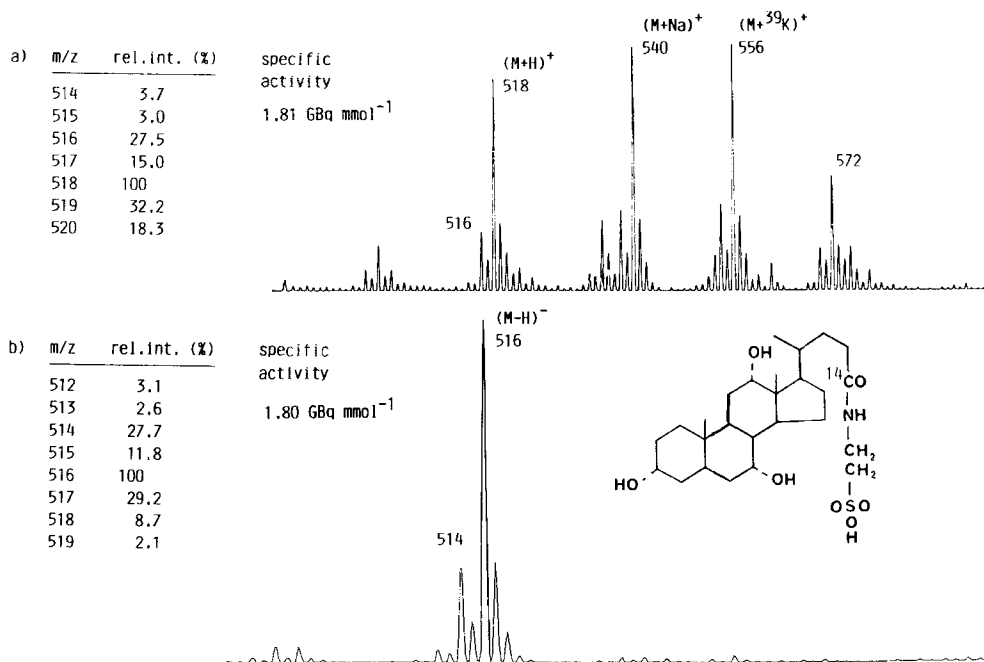 a) m/z rel.int. (%)
514 3.7
515 3.0
516 27.5
517 15.0
518 100
519 32.2
520 18.3
specific
activity
1.81 GBq mmol⁻¹
516
(M+H)⁺
518
(M+Na)⁺
540
(M+³⁹K)⁺
556
572
b) m/z rel.int. (%)
512 3.1
513 2.6
514 27.7
515 11.8
516 100
517 29.2
518 8.7
519 2.1
specific
activity
1.80 GBq mmol⁻¹
514
(M-H)⁻
516
OH
¹⁴CO
NH
CH₂
CH₂
HO
OH
OSO
O
H